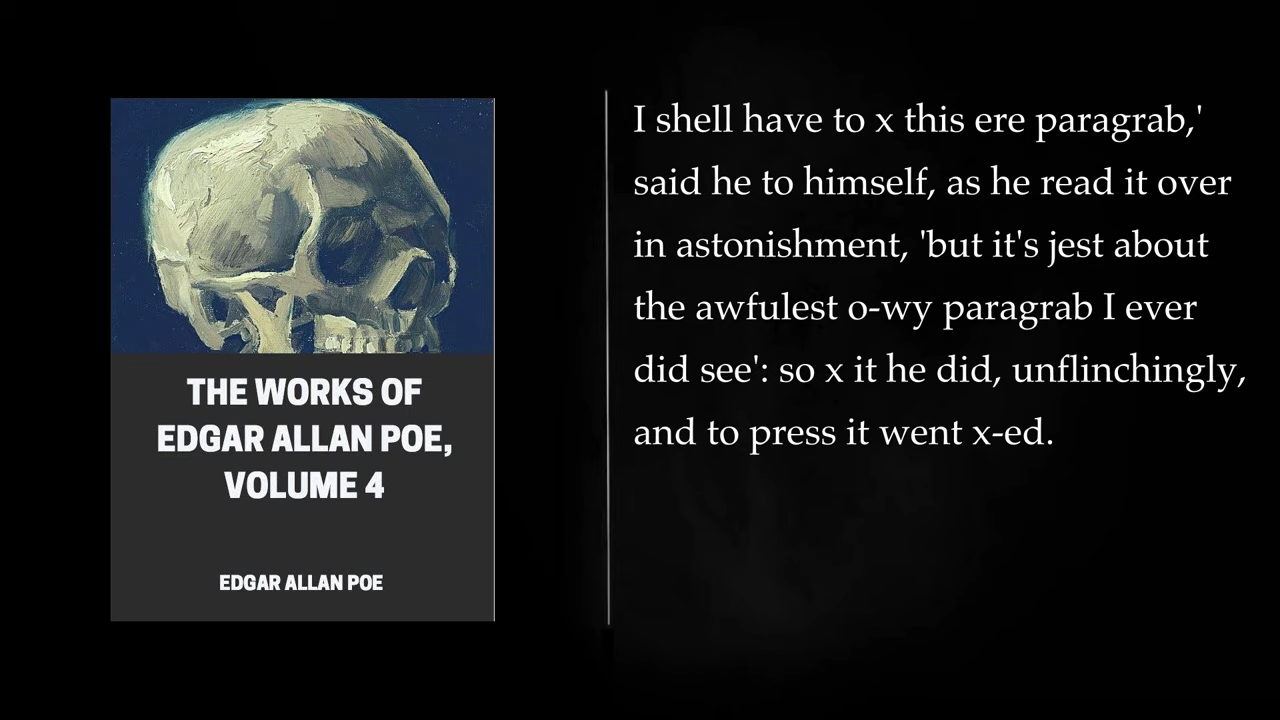 THE WORKS OF
EDGAR ALLAN POE,
VOLUME 4
EDGAR ALLAN POE
I shell have to x this ere paragrab,'
said he to himself, as he read it over
in astonishment, 'but it's jest about
the awfulest o-wy paragrab I ever
did see': so x it he did, unflinchingly,
and to press it went x-ed.